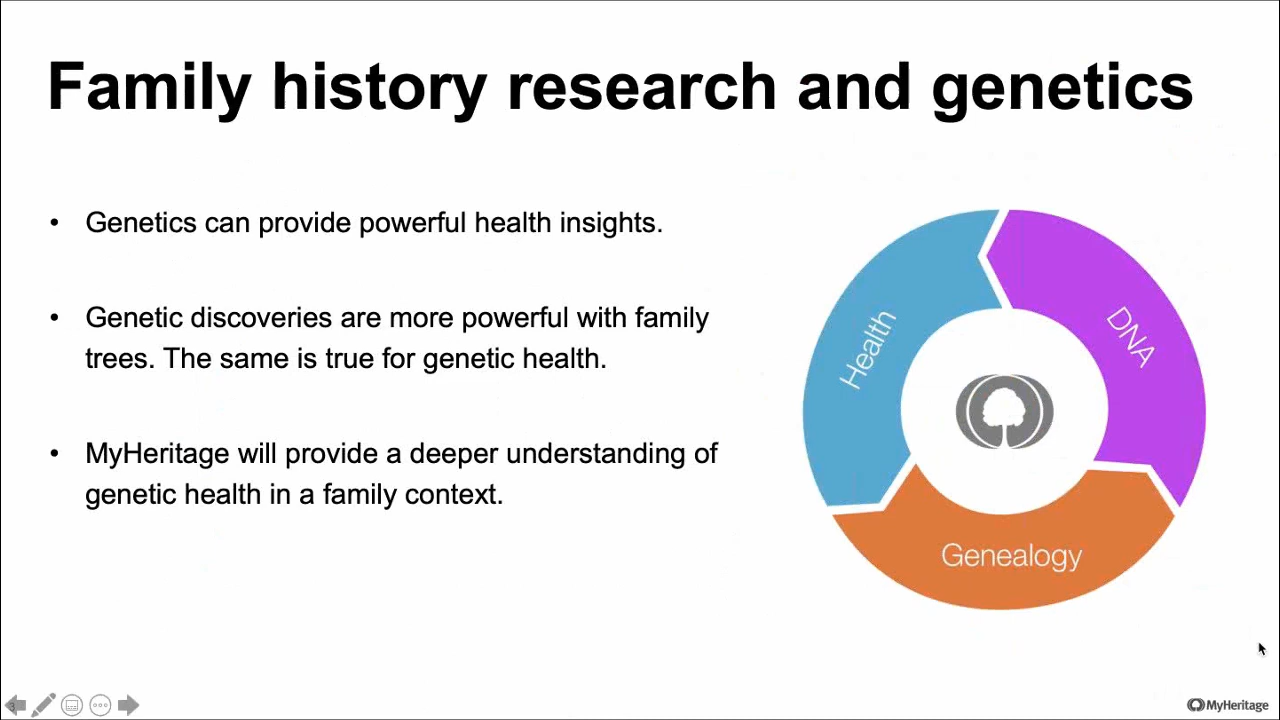 Family history research and genetics
• Genetics can provide powerful health insights.
• Genetic discoveries are more powerful with family
trees. The same is true for genetic health.
• MyHeritage will provide a deeper understanding of
genetic health in a family context.
Health
DNA
Genealogy
3
MyHeritage